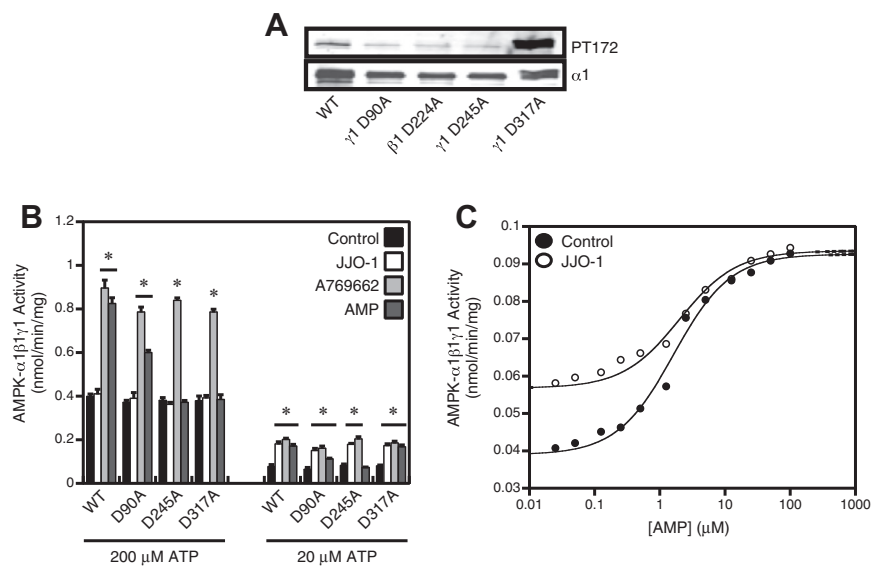 A
PT172
α1
WT
γ1 D90A
β1 D224A
γ1 D245A
γ1 D317A
B
AMPK-α1β1γ1 Activity
(nmol/min/mg)
1.2
1
0.8
0.6
0.4
0.2
0
Control
JJO-1
A769662
AMP
* * * * * * * *
WT
D90A
D245A
D317A
WT
D90A
D245A
D317A
200 μM ATP
20 μM ATP
C
AMPK-α1β1γ1 Activity
(nmol/min/mg)
0.1
0.09
0.08
0.07
0.06
0.05
0.04
0.03
Control
JJO-1
0.01 0.1 1 10 100 1000
[AMP] (μM)